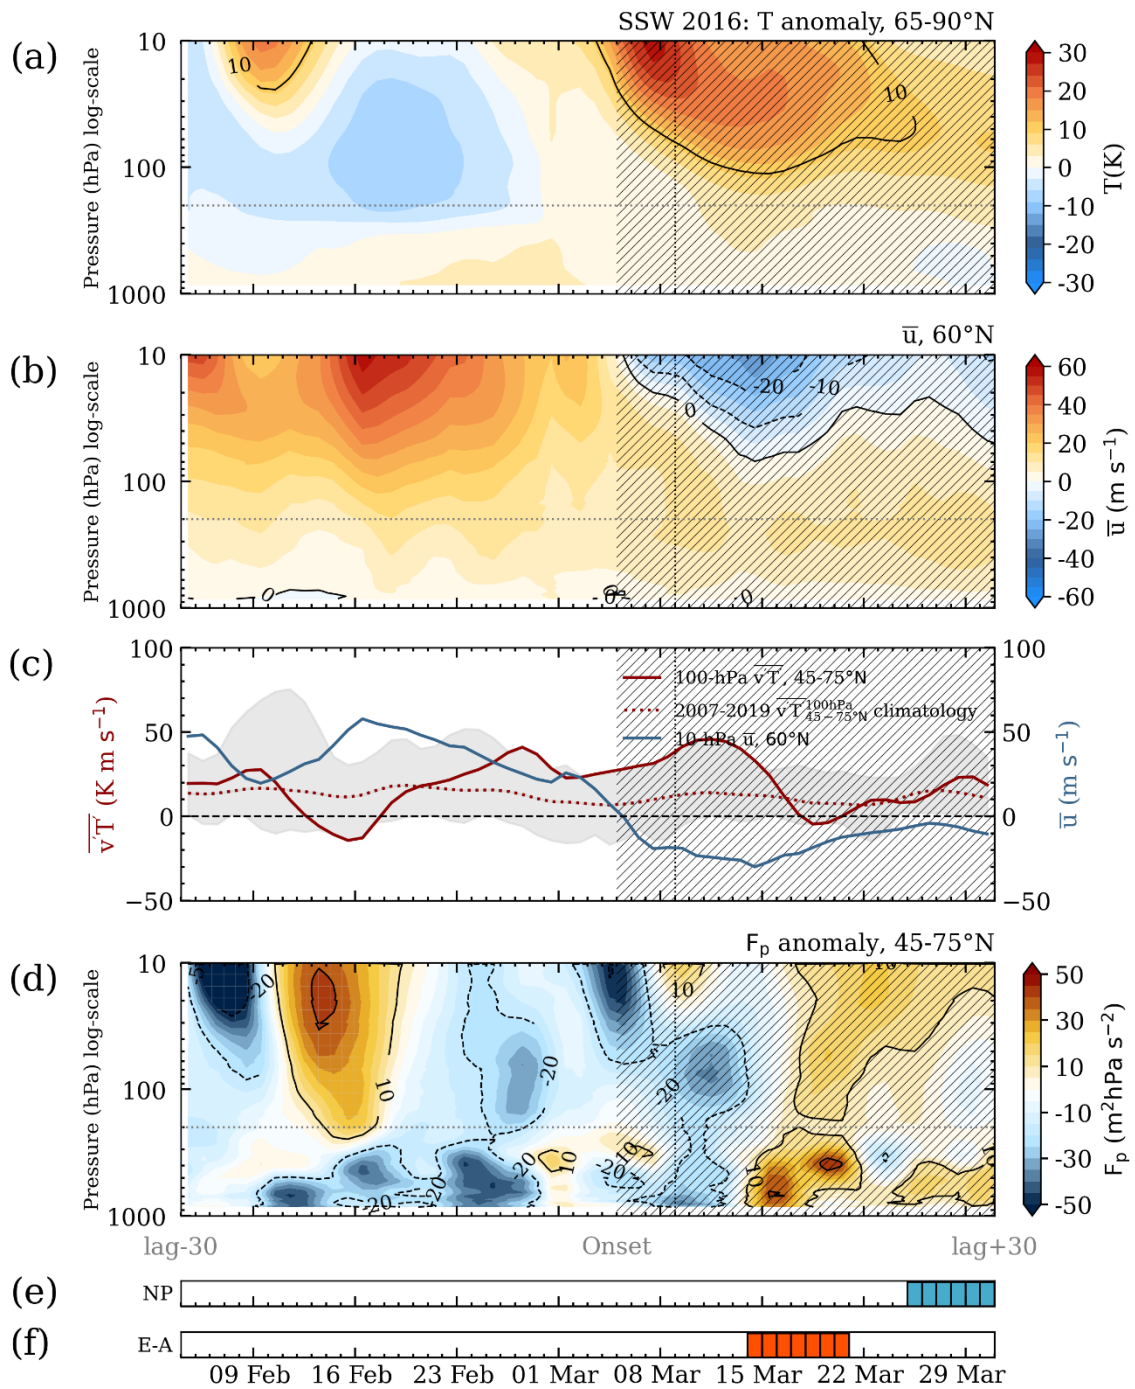 (a)
SSW 2016: T anomaly, 65-90°N
Pressure (hPa) log-scale
10
100
1000
10
10
30
20
10
0
-10
-20
-30
T(K)
(b)
u̅, 60°N
Pressure (hPa) log-scale
10
100
1000
0
0
-20
-10
0
-0
60
40
20
0
-20
-40
-60
u̅ (m s⁻¹)
(c)
v'T' (K m s⁻¹)
100
50
0
−50
100-hPa v'T', 45-75°N
2007-2019 v'T' 100hPa 45−75°N climatology
10-hPa u̅, 60°N
100
50
0
−50
u̅ (m s⁻¹)
(d)
Fp anomaly, 45-75°N
Pressure (hPa) log-scale
10
100
1000
-20
10
-20
10
-20
10
-20
-20
-20
10
-10
-20
10
10
50
30
10
-10
-30
-50
Fp (m²hPa s⁻²)
lag-30
Onset
lag+30
(e)
NP
(f)
E-A
09 Feb
16 Feb
23 Feb
01 Mar
08 Mar
15 Mar
22 Mar
29 Mar